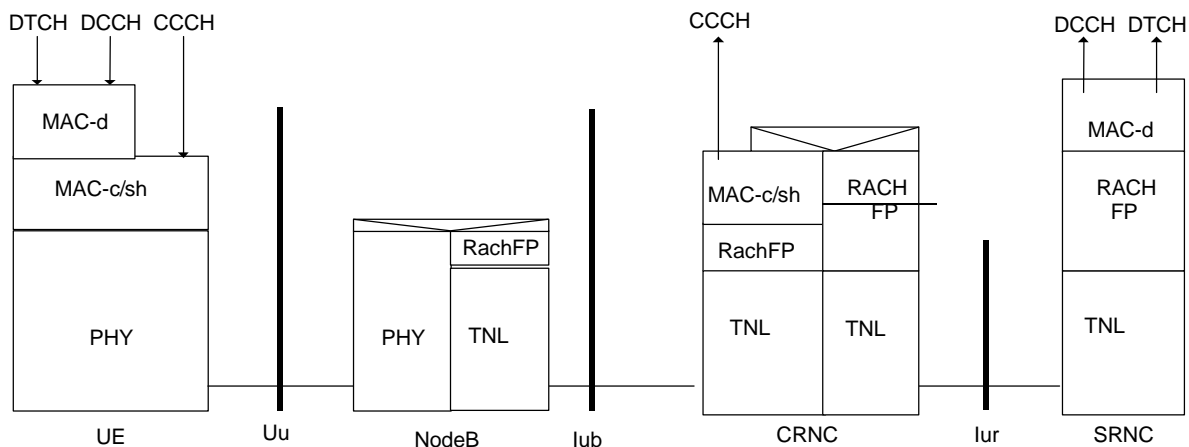 DTCH DCCH CCCH
CCCH
DCCH DTCH
MAC-d
MAC-d
MAC-c/sh
MAC-c/sh
RACH
FP
RACH
FP
RachFP
RachFP
PHY
PHY
TNL
TNL
TNL
TNL
UE
Uu
NodeB
Iub
CRNC
Iur
SRNC